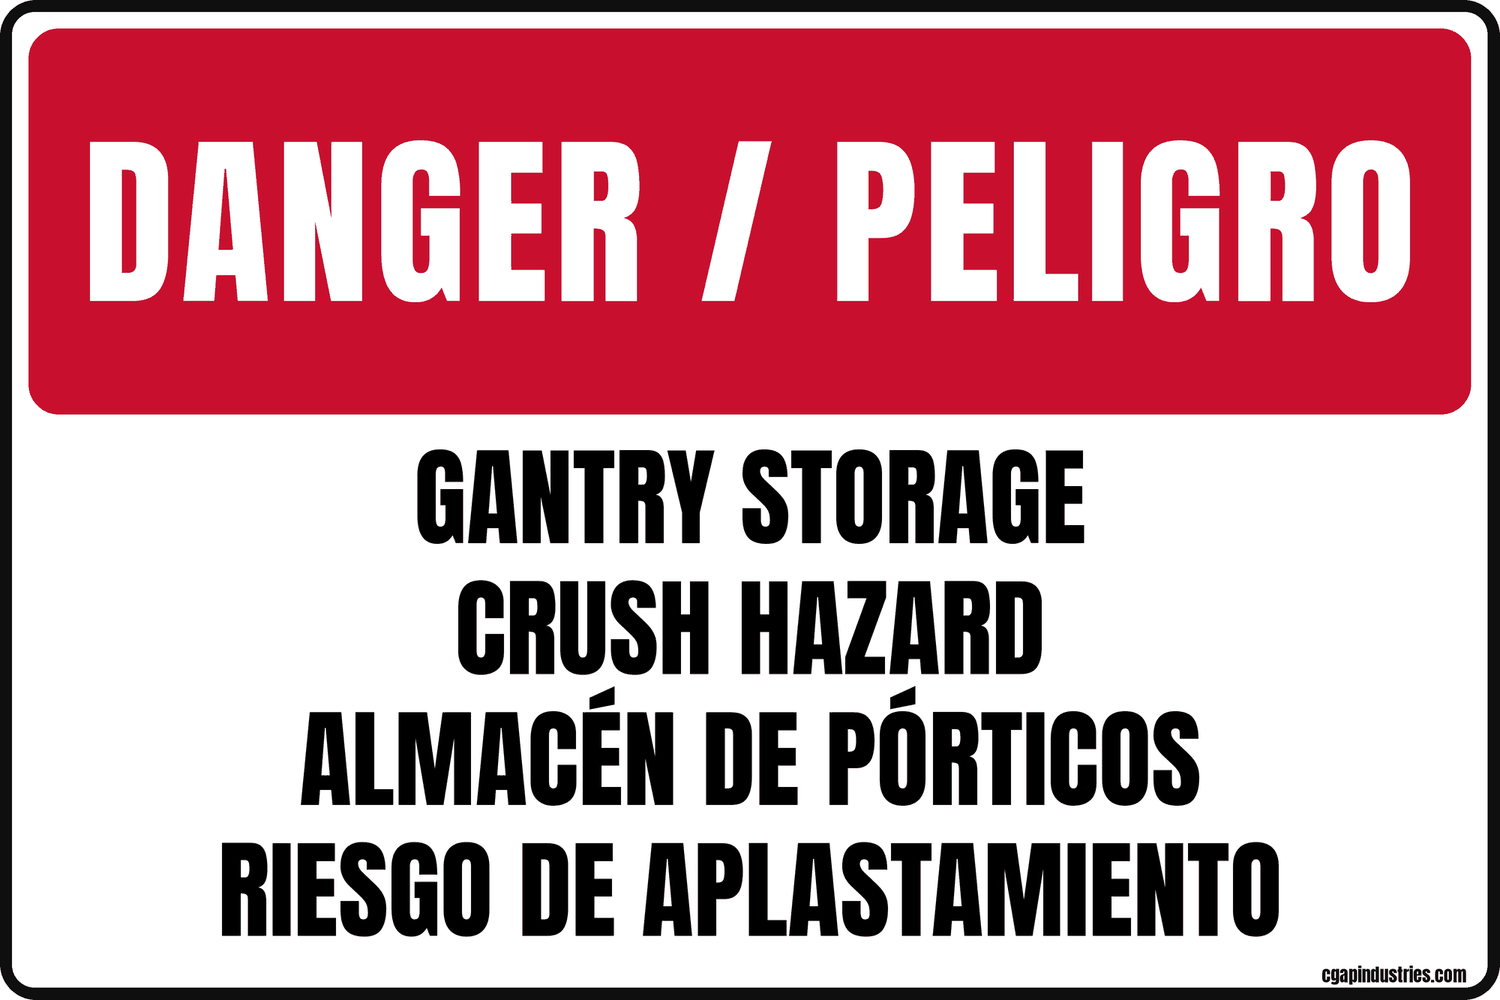 DANGER / PELIGRO
GANTRY STORAGE
CRUSH HAZARD
ALMACÉN DE PÓRTICOS
RIESGO DE APLASTAMIENTO
cgapindustries.com